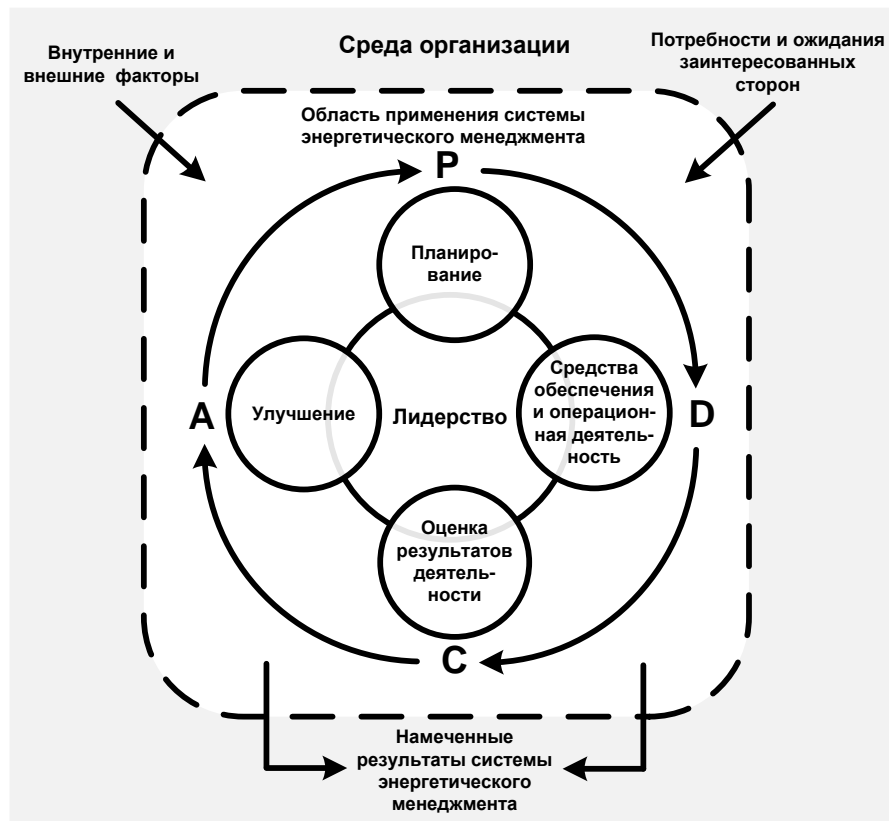 Внутренние и
внешние факторы
Среда организации
Потребности и ожидания
заинтересованных
сторон
Область применения системы
энергетического менеджмента
P
Планиро-
вание
A
Улучшение
Лидерство
Средства
обеспечения
и операцион-
ная деятель-
ность
D
Оценка
результатов
деятель-
ности
C
Намеченные
результаты системы
энергетического
менеджмента